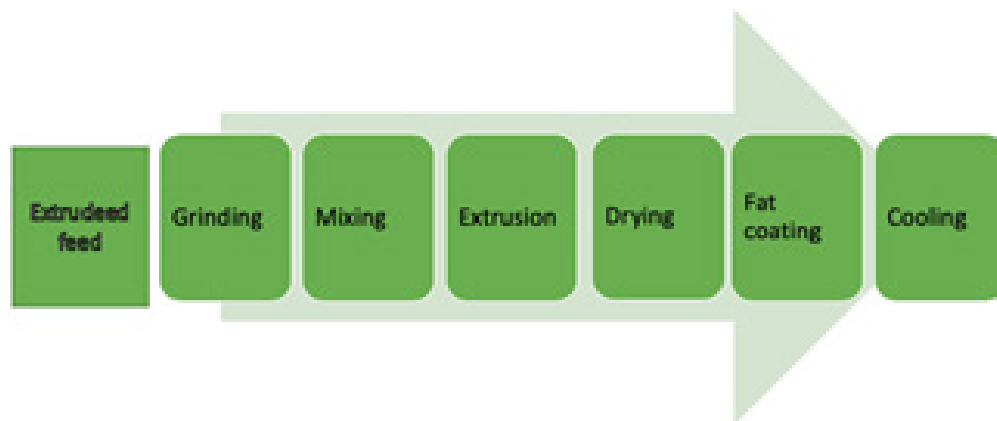 Extrudeed
feed
Grinding
Mixing
Extrusion
Drying
Fat
coating
Cooling